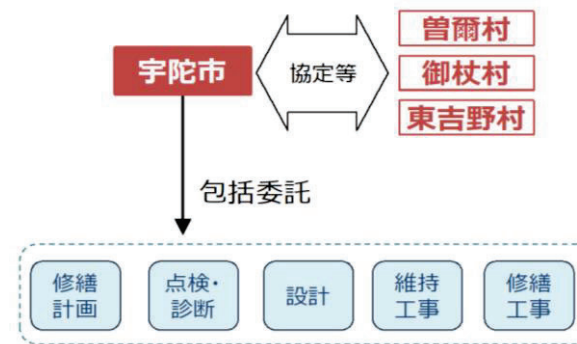 曽爾村
宇陀市
協定等
御杖村
東吉野村
包括委託
修繕
計画
点検・
診断
設計
維持
工事
修繕
工事